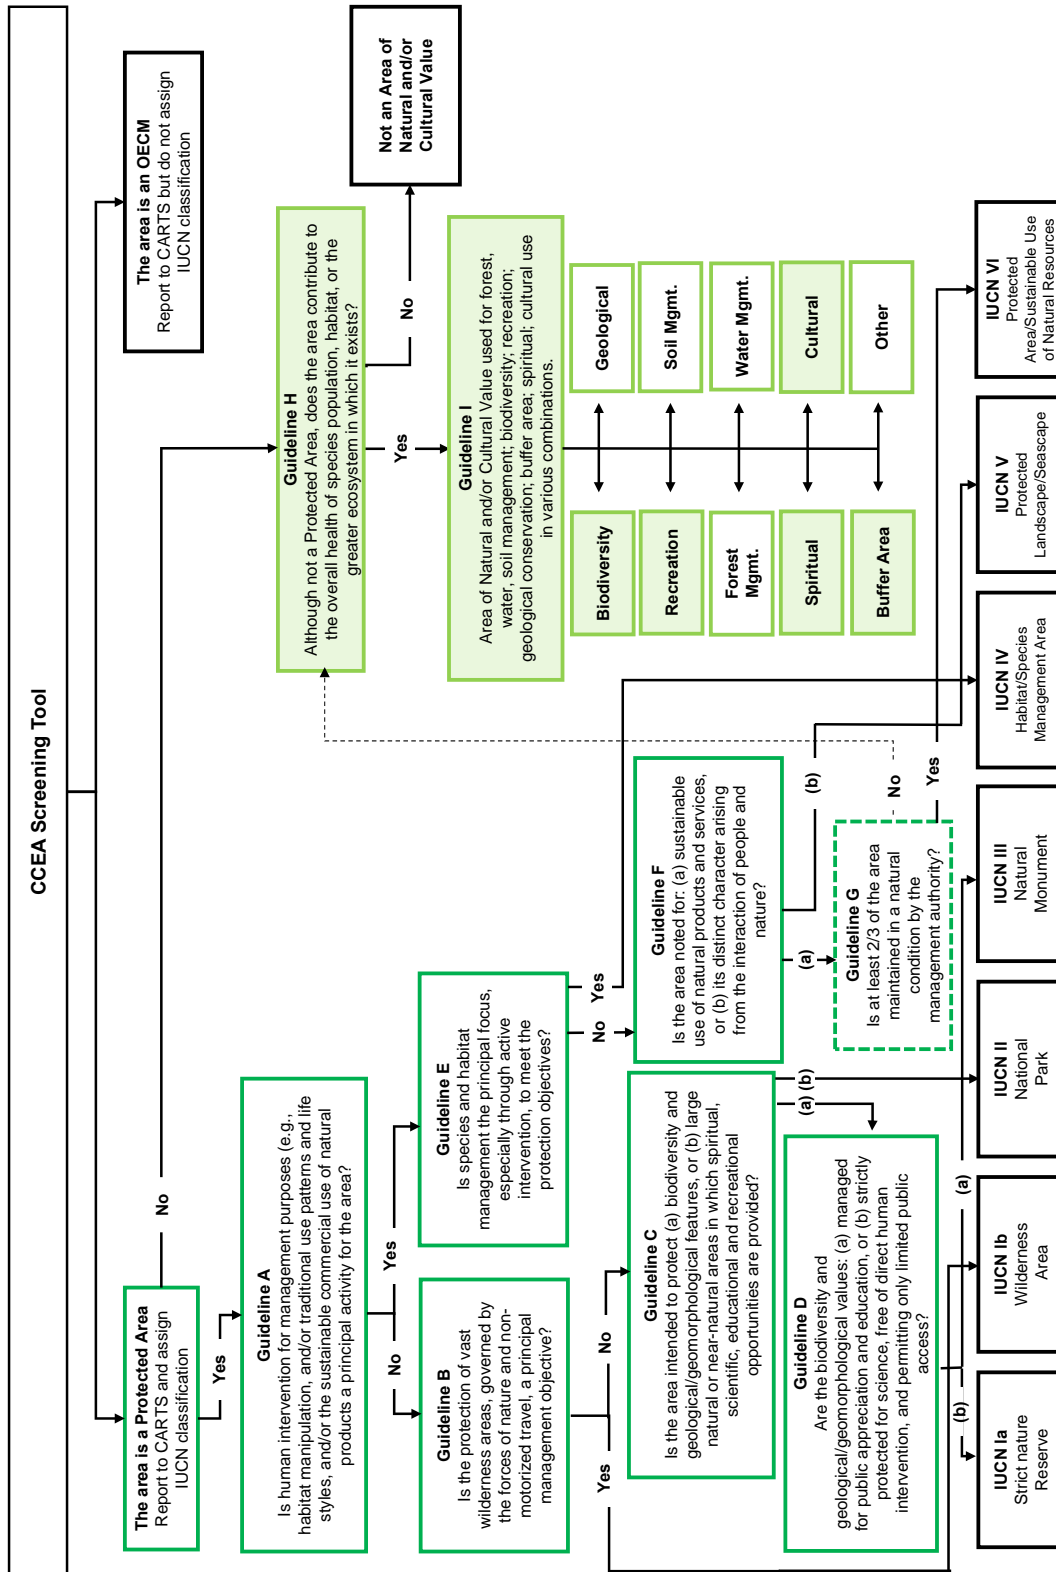 CCEA Screening Tool
The area is a Protected Area
Report to CARTS and assign
IUCN classification
The area is an OECM
Report to CARTS but do not assign
IUCN classification
Yes
No
Guideline A
Is human intervention for management purposes (e.g.,
habitat manipulation, and/or traditional use patterns and life
styles, and/or the sustainable commercial use of natural
products a principal activity for the area?
Guideline H
Although not a Protected Area, does the area contribute to
the overall health of species population, habitat, or the
greater ecosystem in which it exists?
No
Yes
Yes
No
Not an Area of
Natural and/or
Cultural Value
Guideline B
Is the protection of vast
wilderness areas, governed by
the forces of nature and non-
motorized travel, a principal
management objective?
Guideline E
Is species and habitat
management the principal focus,
especially through active
intervention, to meet the
protection objectives?
Guideline I
Area of Natural and/or Cultural Value used for forest,
water, soil management; biodiversity; recreation;
geological conservation; buffer area; spiritual; cultural use
in various combinations.
Yes
No
No
Yes
Biodiversity
Geological
Recreation
Soil Mgmt.
Forest
Mgmt.
Water Mgmt.
Spiritual
Cultural
Buffer Area
Other
Guideline C
Is the area intended to protect (a) biodiversity and
geological/geomorphological features, or (b) large
natural or near-natural areas in which spiritual,
scientific, educational and recreational
opportunities are provided?
Guideline F
Is the area noted for: (a) sustainable
use of natural products and services,
or (b) its distinct character arising
from the interaction of people and
nature?
(a)
(b)
(a)
(b)
Guideline D
Are the biodiversity and
geological/geomorphological values: (a) managed
for public appreciation and education, or (b) strictly
protected for science, free of direct human
intervention, and permitting only limited public
access?
Guideline G
Is at least 2/3 of the area
maintained in a natural
condition by the
management authority?
No
Yes
(b)
(a)
IUCN Ia
Strict nature
Reserve
IUCN Ib
Wilderness
Area
IUCN II
National
Park
IUCN III
Natural
Monument
IUCN IV
Habitat/Species
Management Area
IUCN V
Protected
Landscape/Seascape
IUCN VI
Protected
Area/Sustainable Use
of Natural Resources